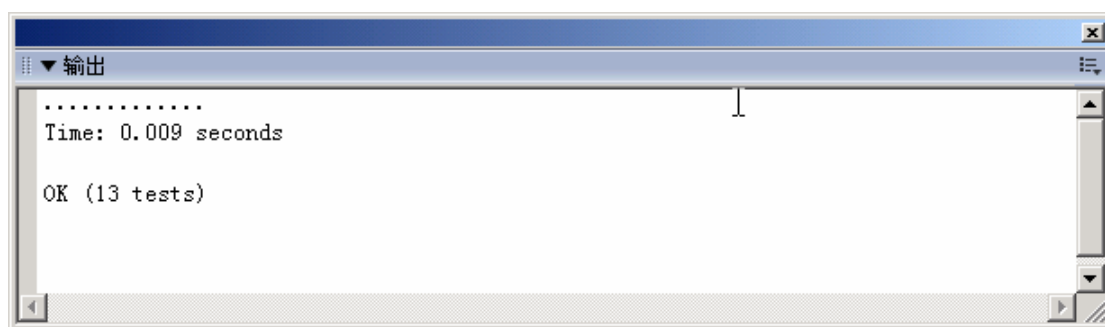 输出
.............
Time: 0.009 seconds
OK (13 tests)